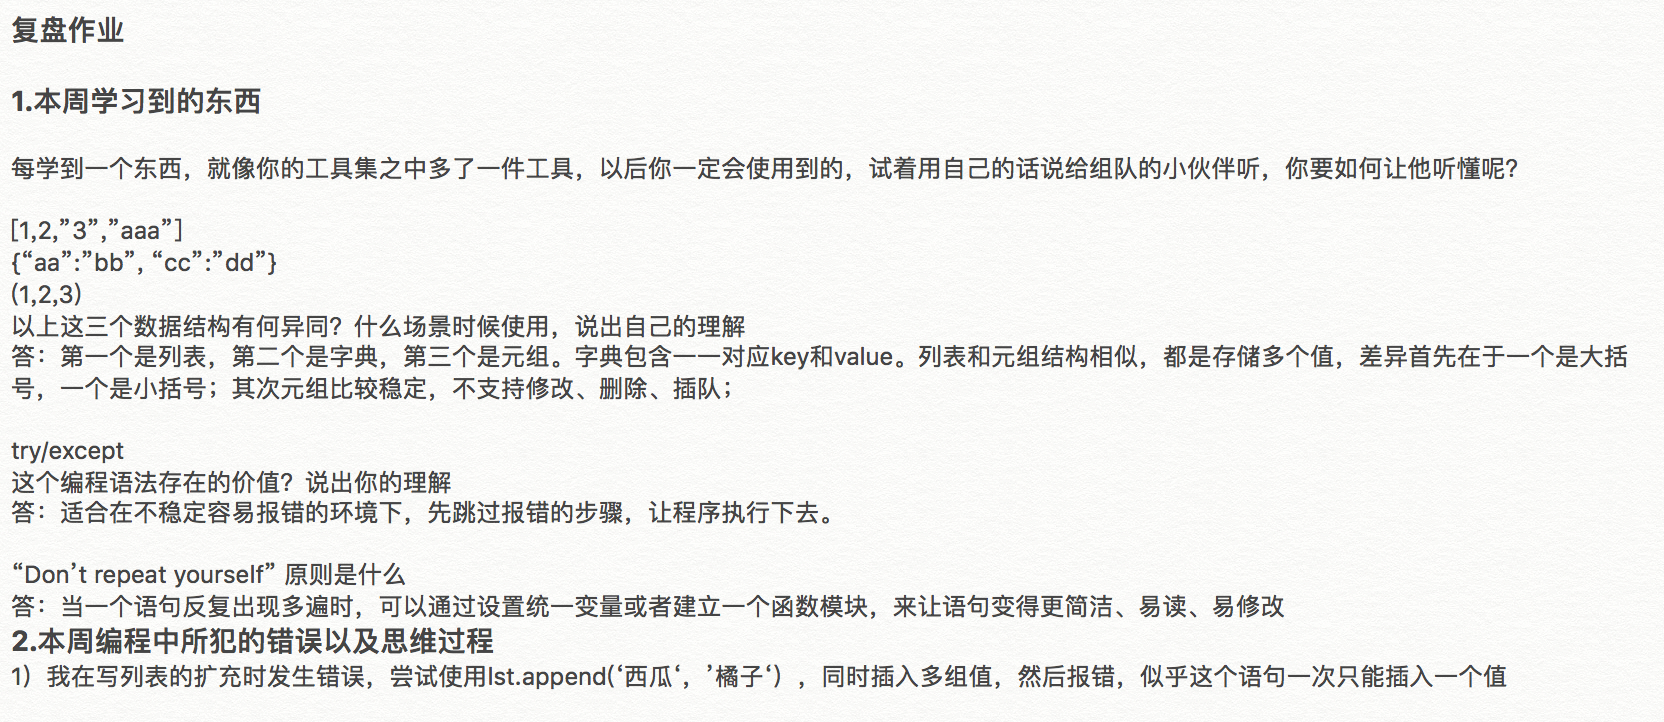 复盘作业
1.本周学习到的东西
每学到一个东西，就像你的工具集之中多了一件工具，以后你一定会使用到的，试着用自己的话说给组队的小伙伴听，你要如何让他听懂呢？
[1,2,”3”,”aaa”]
{“aa”:”bb”, “cc”:”dd”}
(1,2,3)
以上这三个数据结构有何异同？什么场景时候使用，说出自己的理解
答：第一个是列表，第二个是字典，第三个是元组。字典包含一一对应key和value。列表和元组结构相似，都是存储多个值，差异首先在于一个是大括
号，一个是小括号；其次元组比较稳定，不支持修改、删除、插队；
try/except
这个编程语法存在的价值？说出你的理解
答：适合在不稳定容易报错的环境下，先跳过报错的步骤，让程序执行下去。
“Don’t repeat yourself” 原则是什么
答：当一个语句反复出现多遍时，可以通过设置统一变量或者建立一个函数模块，来让语句变得更简洁、易读、易修改
2.本周编程中所犯的错误以及思维过程
1）我在写列表的扩充时发生错误，尝试使用lst.append(‘西瓜‘，’橘子‘），同时插入多组值，然后报错，似乎这个语句一次只能插入一个值